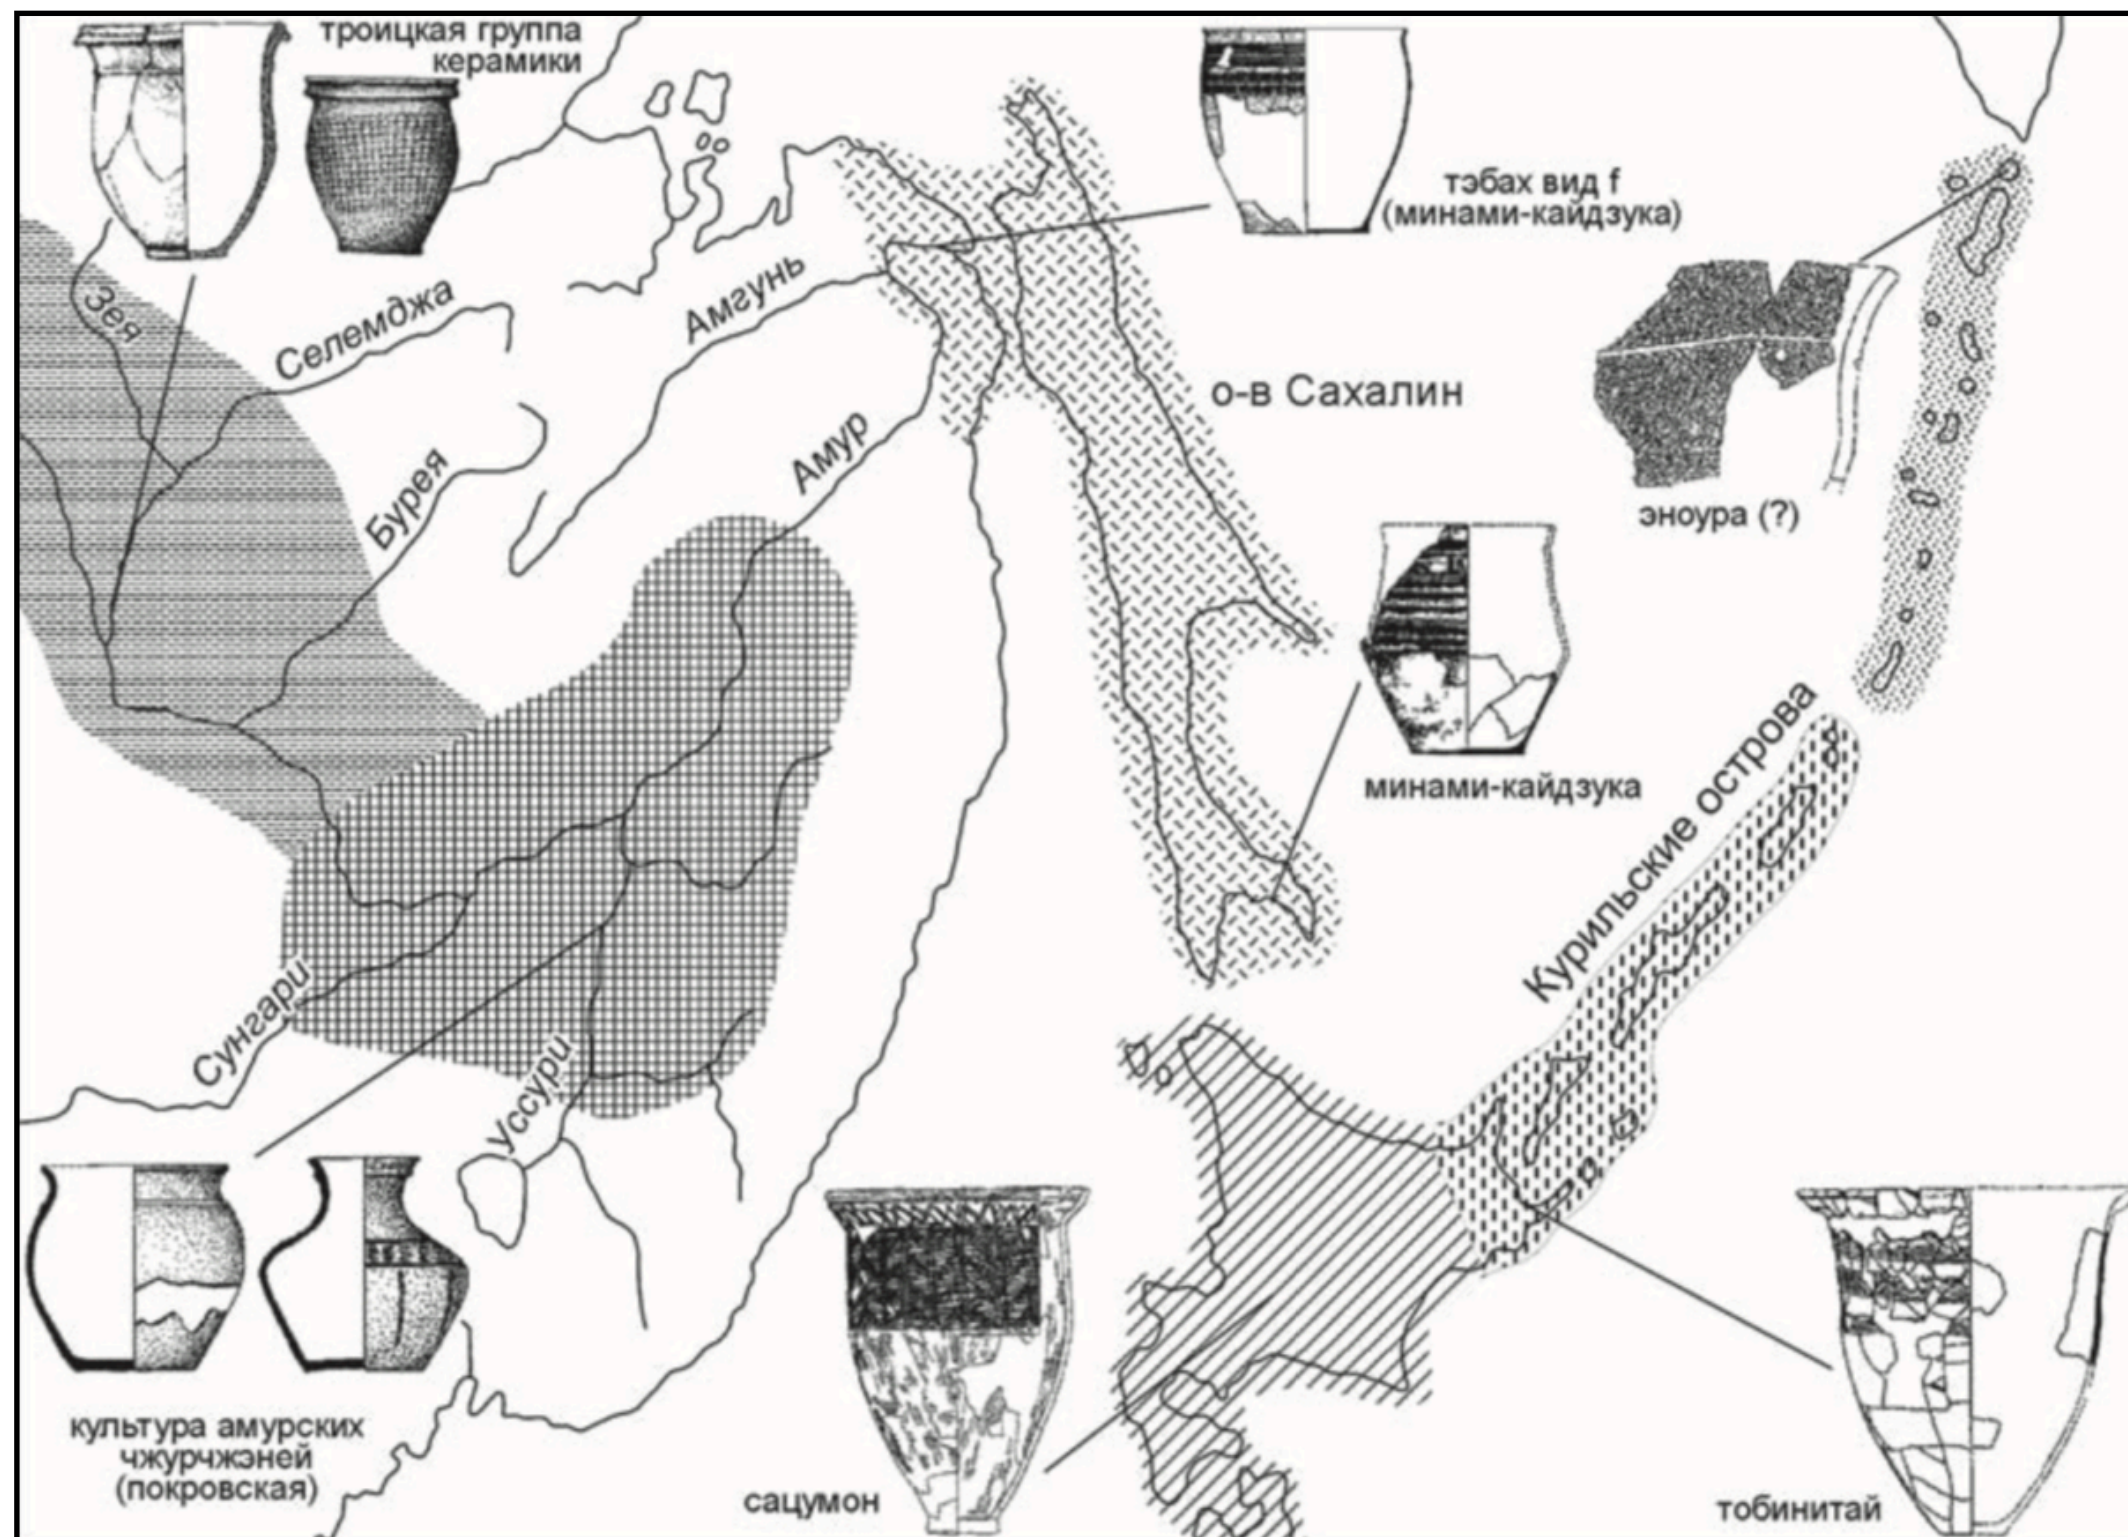 троицкая группа
керамики
тэбах вид f
(минами-кайдзука)
Зея
Селемджа
Амгунь
о-в Сахалин
Бурея
Амур
эноура (?)
минами-кайдзука
Курильские острова
Сунгари
Уссури
культура амурских
чжурчжэней
(покровская)
сацумон
тобинитай